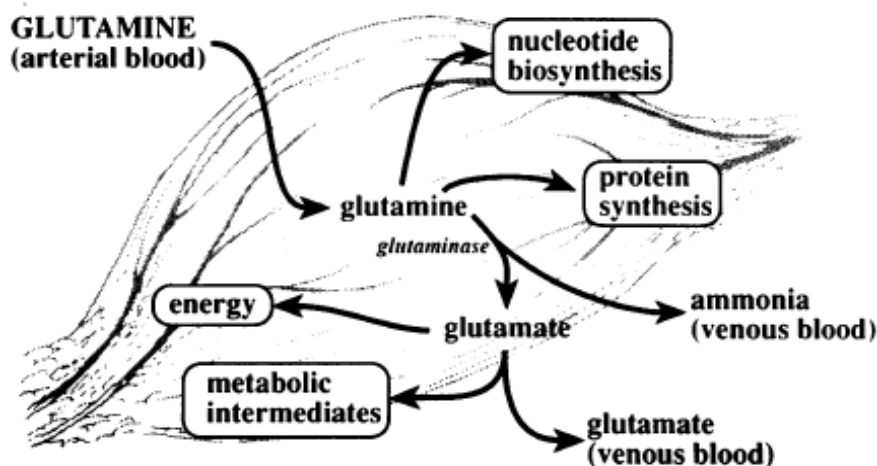 GLUTAMINE
(arterial blood)
nucleotide
biosynthesis
protein
synthesis
glutamine
glutaminase
energy
glutamate
ammonia
(venous blood)
metabolic
intermediates
glutamate
(venous blood)